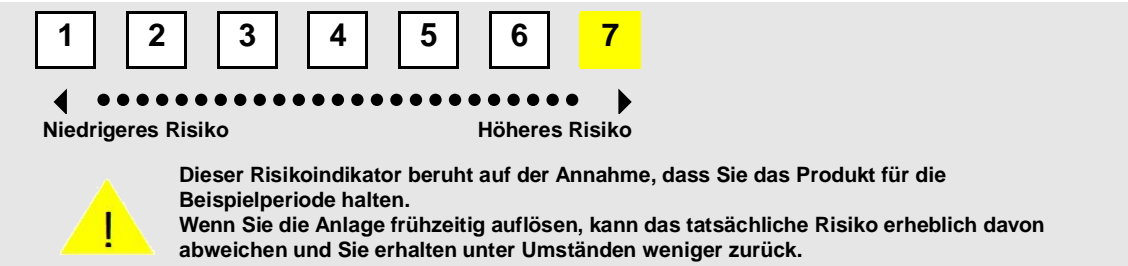 1 2 3 4 5 6 7
Niedrigeres Risiko Höheres Risiko
Dieser Risikoindikator beruht auf der Annahme, dass Sie das Produkt für die
Beispielperiode halten.
Wenn Sie die Anlage frühzeitig auflösen, kann das tatsächliche Risiko erheblich davon
abweichen und Sie erhalten unter Umständen weniger zurück.
!